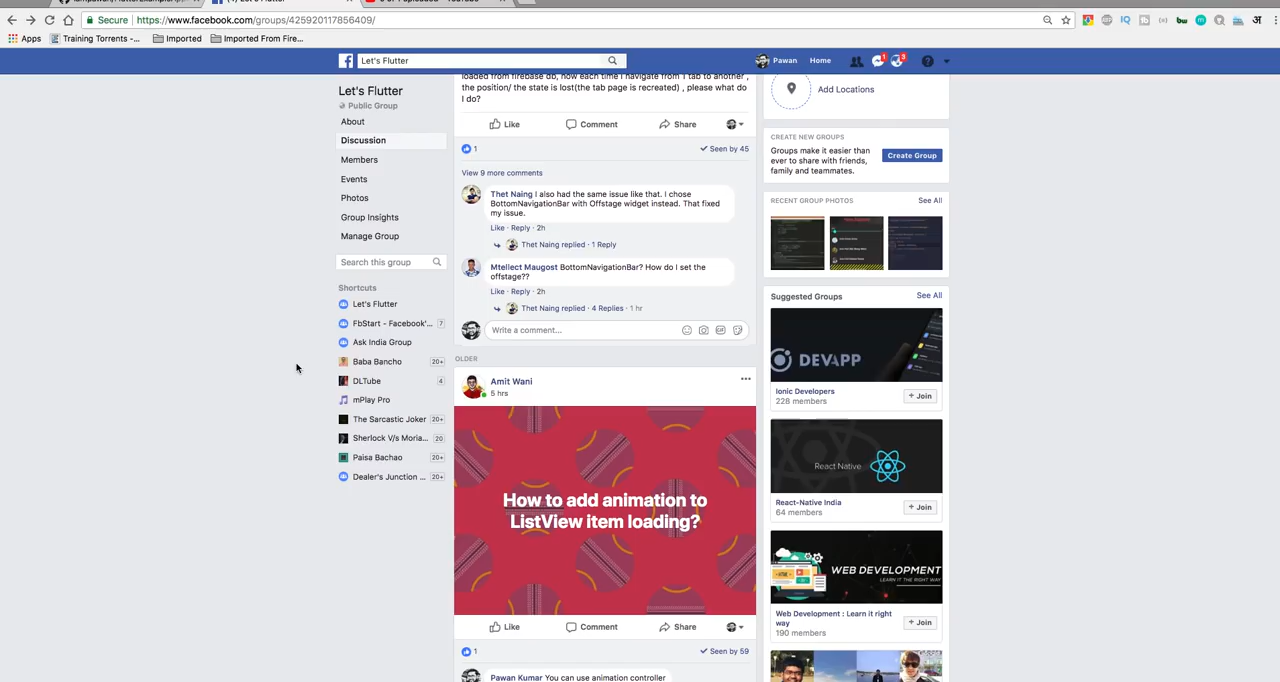 Secure
https://www.facebook.com/groups/425920117856409/
Apps
Training Torrents -...
Imported
Imported From Fire...
Let's Flutter
Pawan
Home
1
3
Let's Flutter
Public Group
About
Discussion
Members
Events
Photos
Group Insights
Manage Group
Search this group
Shortcuts
Let's Flutter
FbStart - Facebook'... 7
Ask India Group
Baba Bancho 20+
DLTube 4
mPlay Pro
The Sarcastic Joker 20+
Sherlock V/s Moria... 20
Paisa Bachao 20+
Dealer's Junction ... 20+
loaded from firebase db, now each time I navigate from 1 tab to another ,
the position/ the state is lost(the tab page is recreated) , please what do
I do?
Like
Comment
Share
1
Seen by 45
View 9 more comments
Thet Naing I also had the same issue like that. I chose
BottomNavigationBar with Offstage widget instead. That fixed
my issue.
Like · Reply · 2h
Thet Naing replied · 1 Reply
Mtellect Maugost BottomNavigationBar? How do I set the
offstage??
Like · Reply · 2h
Thet Naing replied · 4 Replies · 1 hr
Write a comment...
OLDER
Amit Wani
5 hrs
How to add animation to
ListView item loading?
Like
Comment
Share
1
Seen by 59
Pawan Kumar You can use animation controller
Add Locations
CREATE NEW GROUPS
Groups make it easier than
ever to share with friends,
family and teammates.
Create Group
RECENT GROUP PHOTOS
See All
Suggested Groups
See All
DEVAPP
Ionic Developers
228 members
+ Join
React Native
React-Native India
64 members
+ Join
WEB DEVELOPMENT
LEARN IT THE RIGHT WAY
Web Development : Learn it right
way
190 members
+ Join